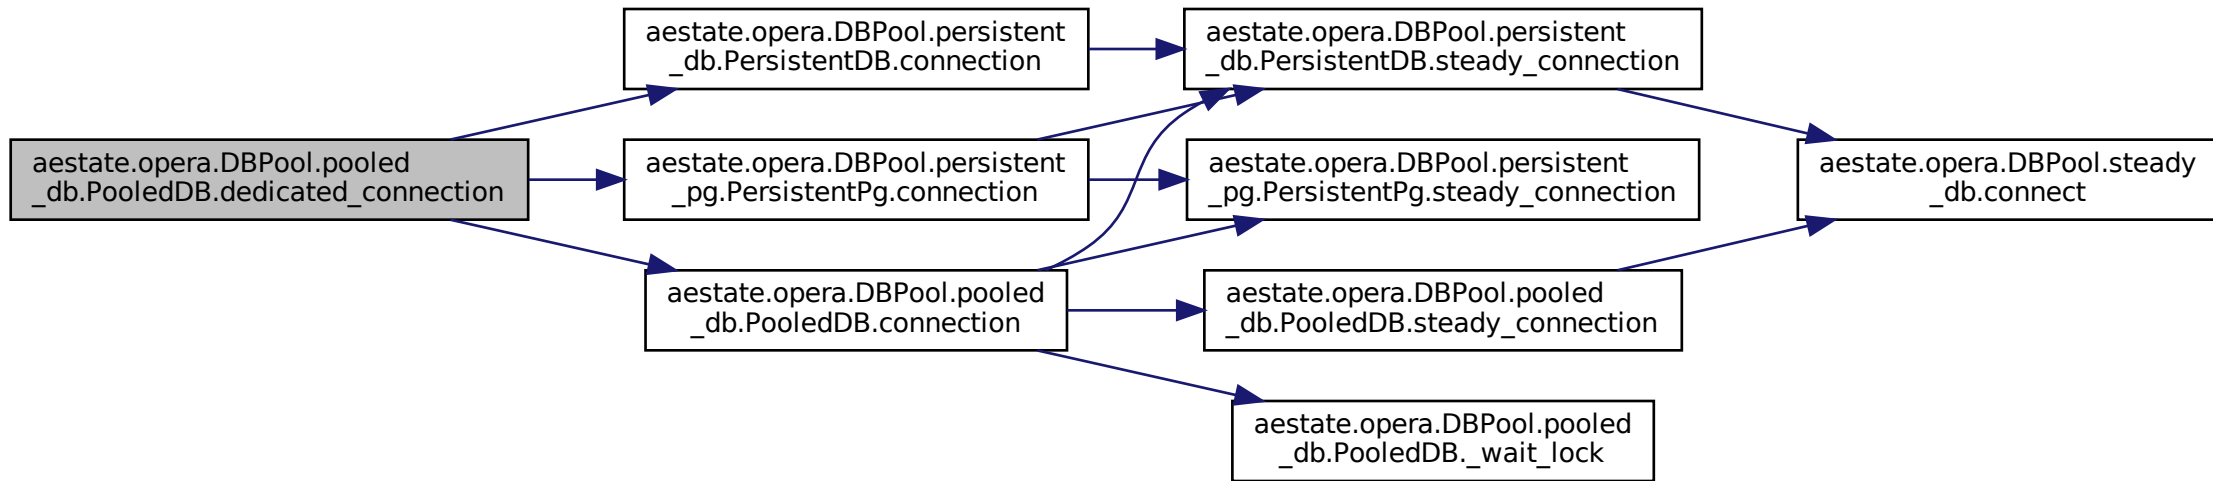 aestate.opera.DBPool.pooled
_db.PooledDB.dedicated_connection
aestate.opera.DBPool.persistent
_db.PersistentDB.connection
aestate.opera.DBPool.persistent
_pg.PersistentPg.connection
aestate.opera.DBPool.pooled
_db.PooledDB.connection
aestate.opera.DBPool.persistent
_db.PersistentDB.steady_connection
aestate.opera.DBPool.persistent
_pg.PersistentPg.steady_connection
aestate.opera.DBPool.pooled
_db.PooledDB.steady_connection
aestate.opera.DBPool.pooled
_db.PooledDB._wait_lock
aestate.opera.DBPool.steady
_db.connect